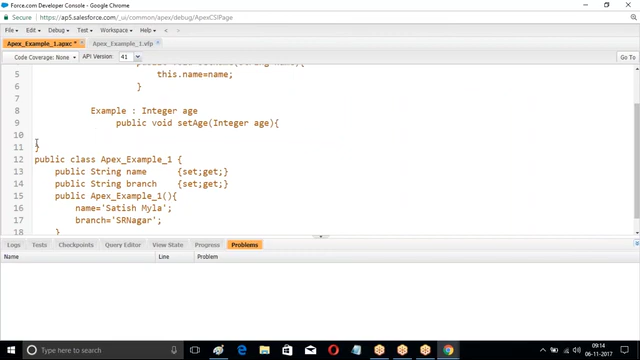 Force.com Developer Console - Google Chrome
Secure | https://ap5.salesforce.com/_ui/common/apex/debug/ApexCSIPage
File Edit Debug Test Workspace Help < >
Apex_Example_1.apxc * Apex_Example_1.vfp
Code Coverage: None API Version: 41 Go To
public void setName(String name){
5 this.name=name;
6 }
7
8 Example : Integer age
9 public void setAge(Integer age){
10
11 }
12 public class Apex_Example_1 {
13 public String name {set;get;}
14 public String branch {set;get;}
15 public Apex_Example_1(){
16 name='Satish Myla';
17 branch='SRNagar';
18 }
Logs Tests Checkpoints Query Editor View State Progress Problems
Name Line Problem
Type here to search
09:14
06-11-2017